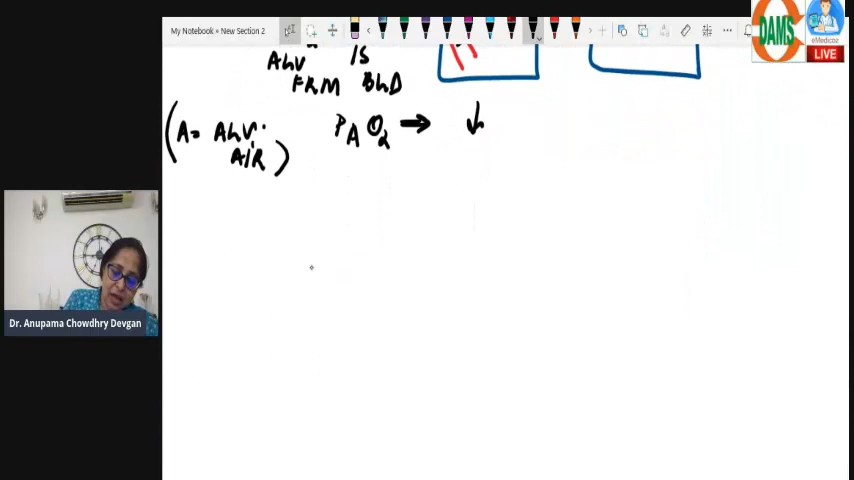 My Notebook » New Section 2
DAMS
eMedicoz
LIVE
ALV IS
FRM BLD
(A= ALV.
AIR)
PAO2 → ↓
Dr. Anupama Chowdhry Devgan